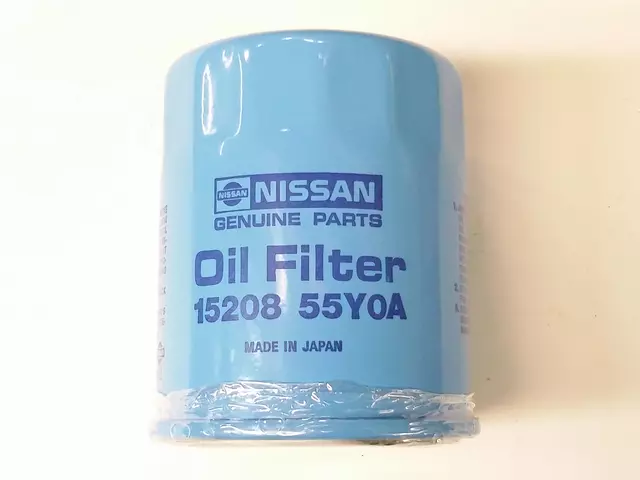 NISSAN NISSAN
GENUINE PARTS
Oil Filter
15208 55Y0A
MADE IN JAPAN